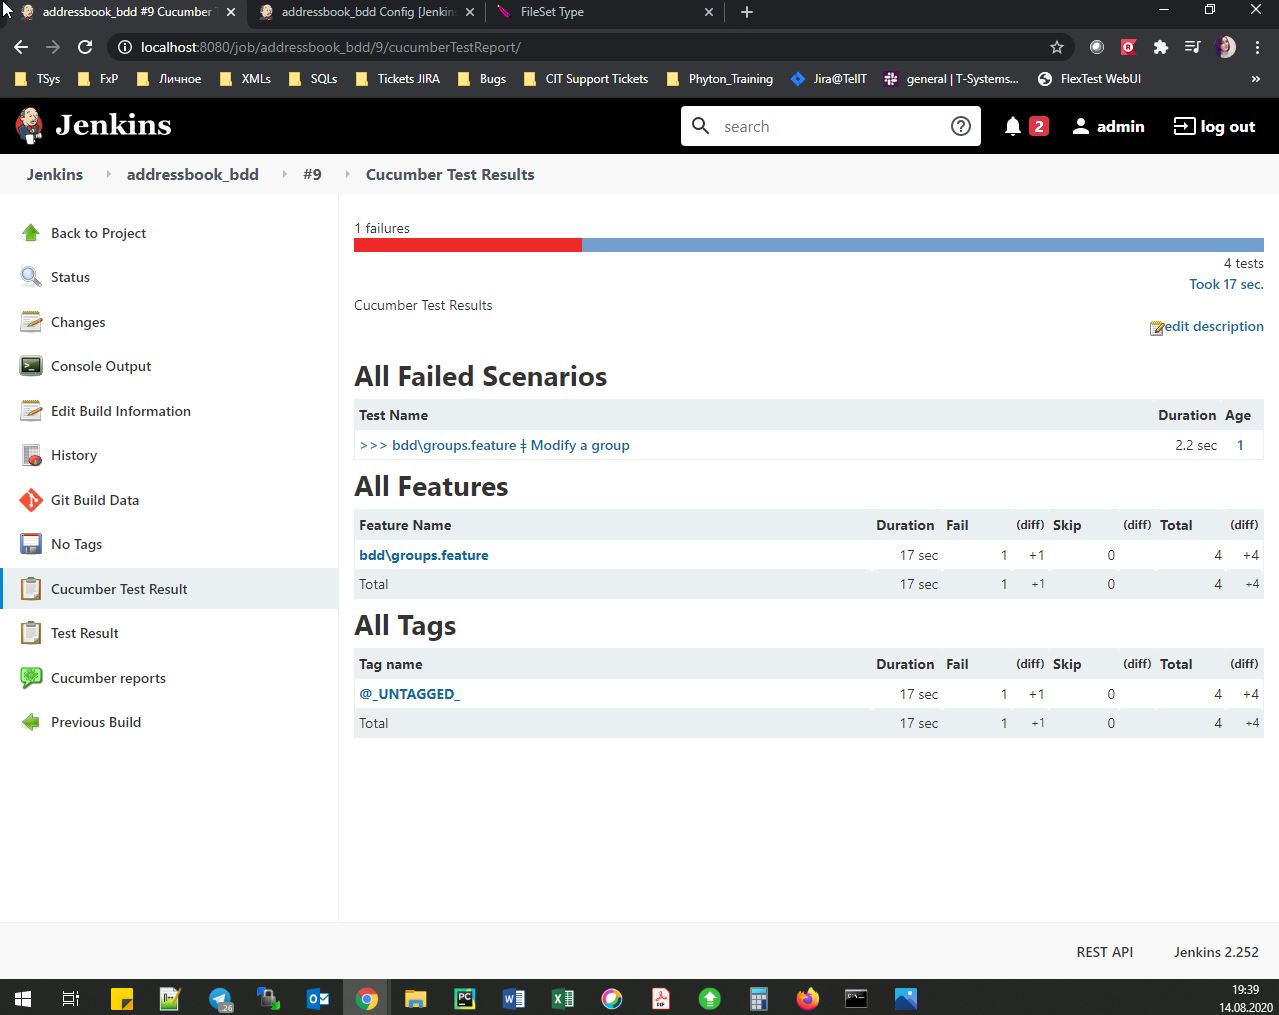 addressbook_bdd #9 Cucumber
addressbook_bdd Config [Jenkin
FileSet Type
localhost:8080/job/addressbook_bdd/9/cucumberTestReport/
TSys
FxP
Личное
XMLs
SQLs
Tickets JIRA
Bugs
CIT Support Tickets
Phyton_Training
Jira@TelIT
general | T-Systems...
FlexTest WebUI
»
Jenkins
search
2
admin
log out
Jenkins
addressbook_bdd
#9
Cucumber Test Results
Back to Project
Status
Changes
Console Output
Edit Build Information
History
Git Build Data
No Tags
Cucumber Test Result
Test Result
Cucumber reports
Previous Build
1 failures
4 tests
Took 17 sec.
Cucumber Test Results
edit description
All Failed Scenarios
Test Name Duration Age
>>> bdd\groups.feature ǂ Modify a group 2.2 sec 1
All Features
Feature Name Duration Fail (diff) Skip (diff) Total (diff)
bdd\groups.feature 17 sec 1 +1 0 4 +4
Total 17 sec 1 +1 0 4 +4
All Tags
Tag name Duration Fail (diff) Skip (diff) Total (diff)
@_UNTAGGED_ 17 sec 1 +1 0 4 +4
Total 17 sec 1 +1 0 4 +4
REST API
Jenkins 2.252
26
19:39
14.08.2020